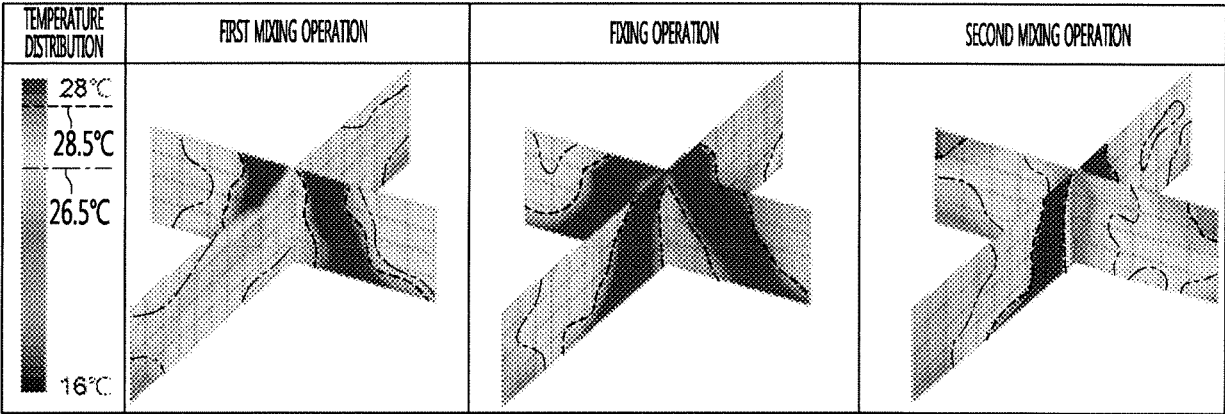 TEMPERATURE
DISTRIBUTION
FIRST MIXING OPERATION
FIXING OPERATION
SECOND MIXING OPERATION
28°C
28.5°C
26.5°C
16°C